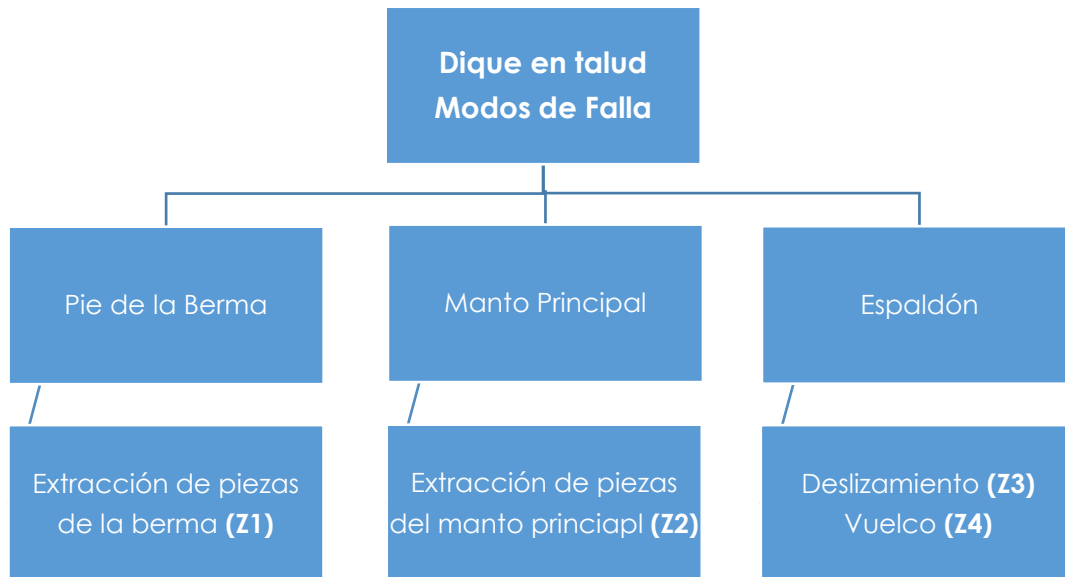 Dique en talud
Modos de Falla
Pie de la Berma
Manto Principal
Espaldón
Extracción de piezas
de la berma (Z1)
Extracción de piezas
del manto princiapl (Z2)
Deslizamiento (Z3)
Vuelco (Z4)